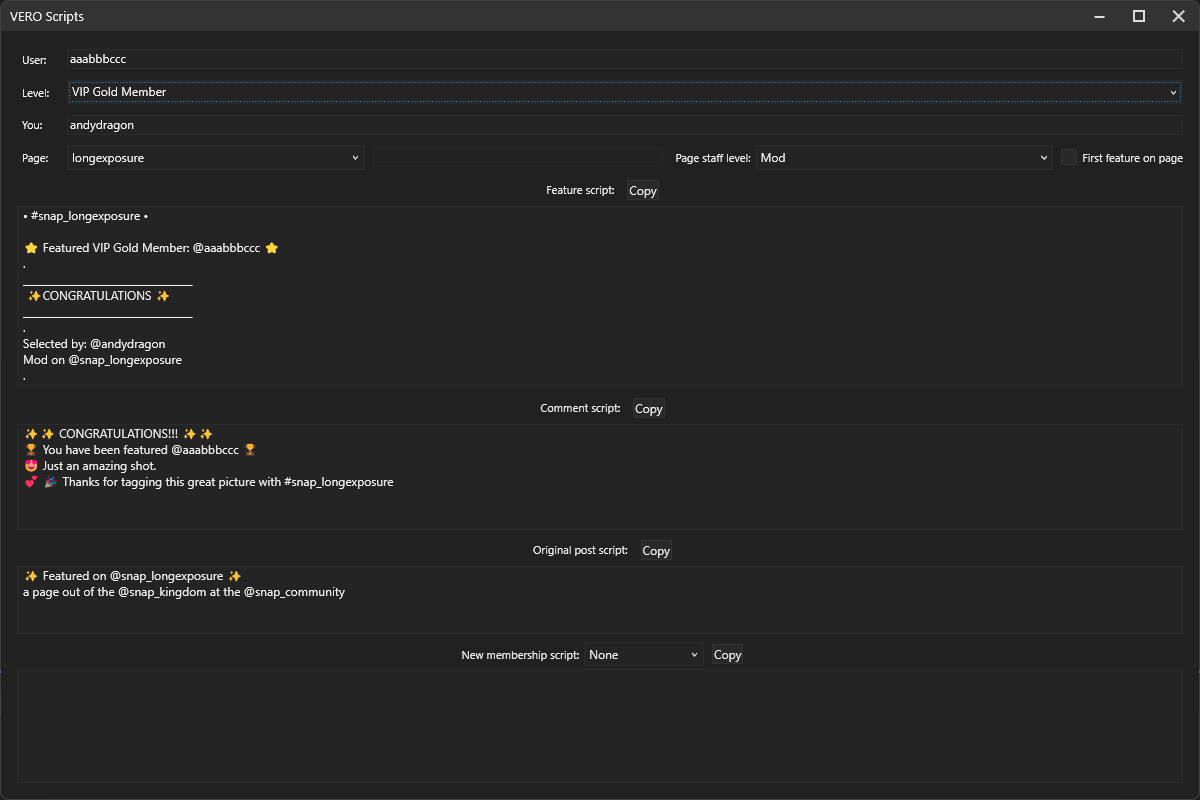 VERO Scripts
User: aaabbbccc
Level: VIP Gold Member
You: andydragon
Page: longexposure Page staff level: Mod First feature on page
Feature script: Copy
• #snap_longexposure •
⭐ Featured VIP Gold Member: @aaabbbccc ⭐
.
__________________________
✨CONGRATULATIONS ✨
__________________________
.
Selected by: @andydragon
Mod on @snap_longexposure
.
Comment script: Copy
✨✨ CONGRATULATIONS!!! ✨✨
🏆 You have been featured @aaabbbccc 🏆
😍 Just an amazing shot.
💕 🎉 Thanks for tagging this great picture with #snap_longexposure
Original post script: Copy
✨ Featured on @snap_longexposure ✨
a page out of the @snap_kingdom at the @snap_community
New membership script: None Copy